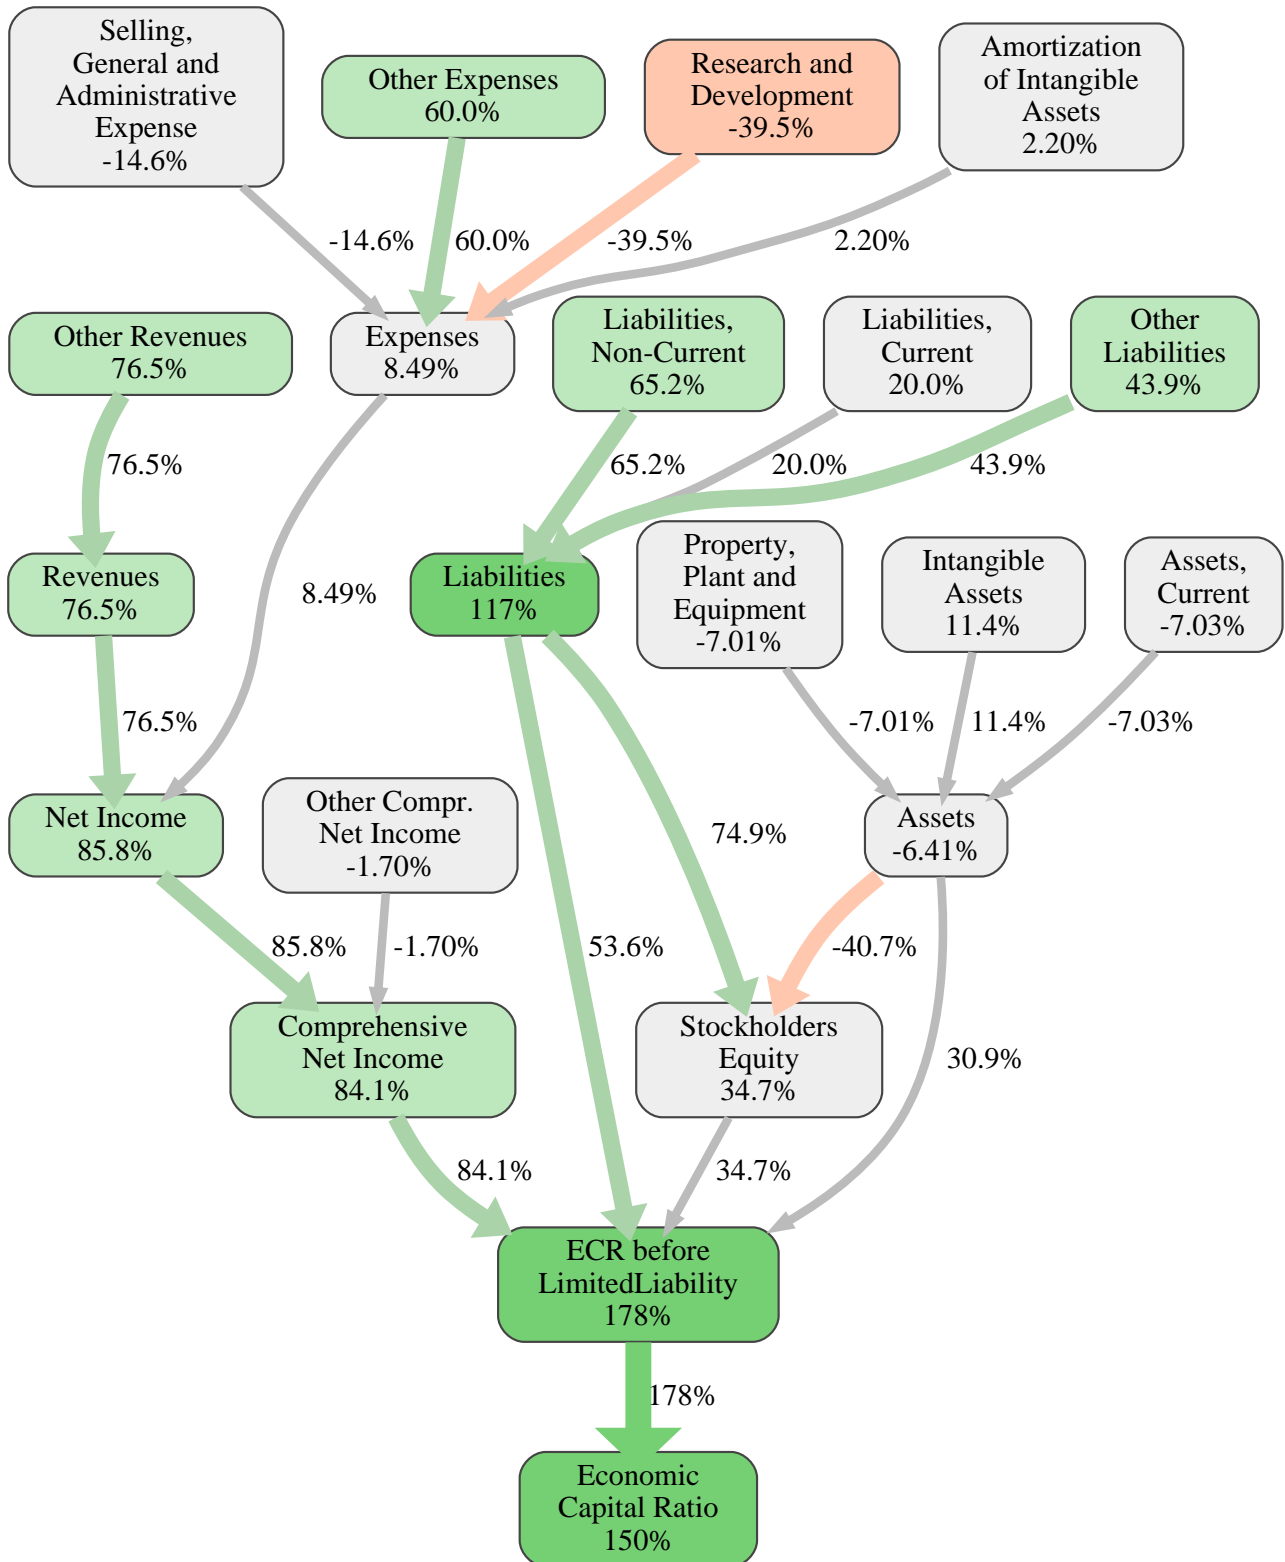 Selling,
General and
Administrative
Expense
-14.6%
Other Expenses
60.0%
Research and
Development
-39.5%
Amortization
of Intangible
Assets
2.20%
-14.6%
60.0%
-39.5%
2.20%
Other Revenues
76.5%
Expenses
8.49%
Liabilities,
Non-Current
65.2%
Liabilities,
Current
20.0%
Other
Liabilities
43.9%
76.5%
65.2%
20.0%
43.9%
Revenues
76.5%
8.49%
Liabilities
117%
Property,
Plant and
Equipment
-7.01%
Intangible
Assets
11.4%
Assets,
Current
-7.03%
76.5%
-7.01%
11.4%
-7.03%
Net Income
85.8%
Other Compr.
Net Income
-1.70%
74.9%
Assets
-6.41%
85.8%
-1.70%
53.6%
-40.7%
Comprehensive
Net Income
84.1%
Stockholders
Equity
34.7%
30.9%
84.1%
34.7%
ECR before
LimitedLiability
178%
178%
Economic
Capital Ratio
150%